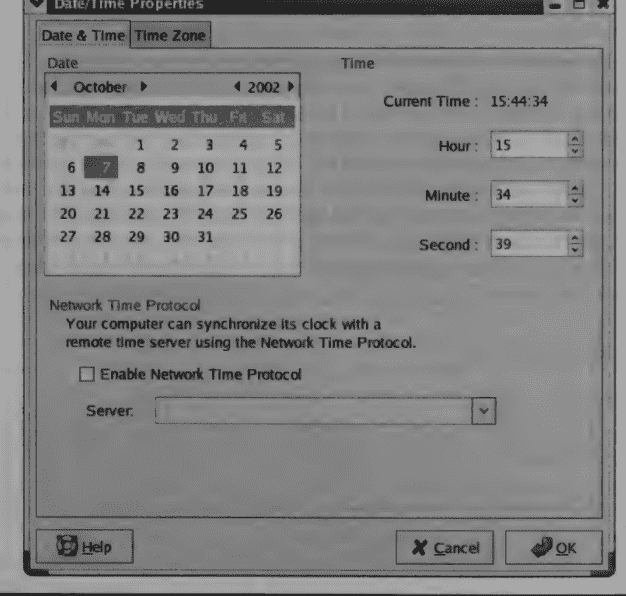 Date/Time Properties
Date & Time Time Zone
Date
October 2002
Sun Mon Tue Wed Thu Fri Sat
1 2 3 4 5
6 7 8 9 10 11 12
13 14 15 16 17 18 19
20 21 22 23 24 25 26
27 28 29 30 31
Time
Current Time : 15:44:34
Hour : 15
Minute : 34
Second : 39
Network Time Protocol
Your computer can synchronize its clock with a
remote time server using the Network Time Protocol.
Enable Network Time Protocol
Server:
Help Cancel OK